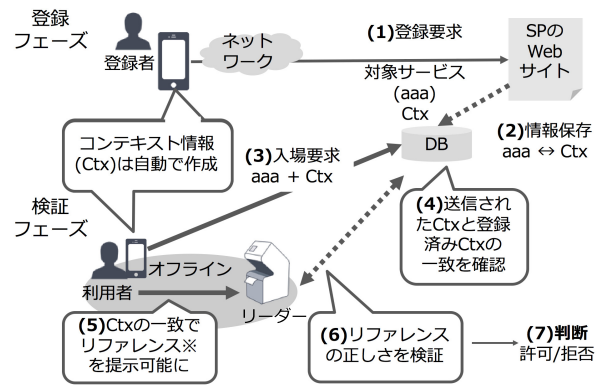 登録
フェーズ
登録者
ネット
ワーク
(1)登録要求
対象サービス
(aaa)
Ctx
SPの
Web
サイト
コンテキスト情報
(Ctx)は自動で作成
(3)入場要求
aaa + Ctx
DB
(2)情報保存
aaa ↔ Ctx
検証
フェーズ
(4)送信され
たCtxと登録
済みCtxの
一致を確認
オフライン
利用者
リーダー
(5)Ctxの一致で
リファレンス※
を提示可能に
(6)リファレンス
の正しさを検証
(7)判断
許可/拒否